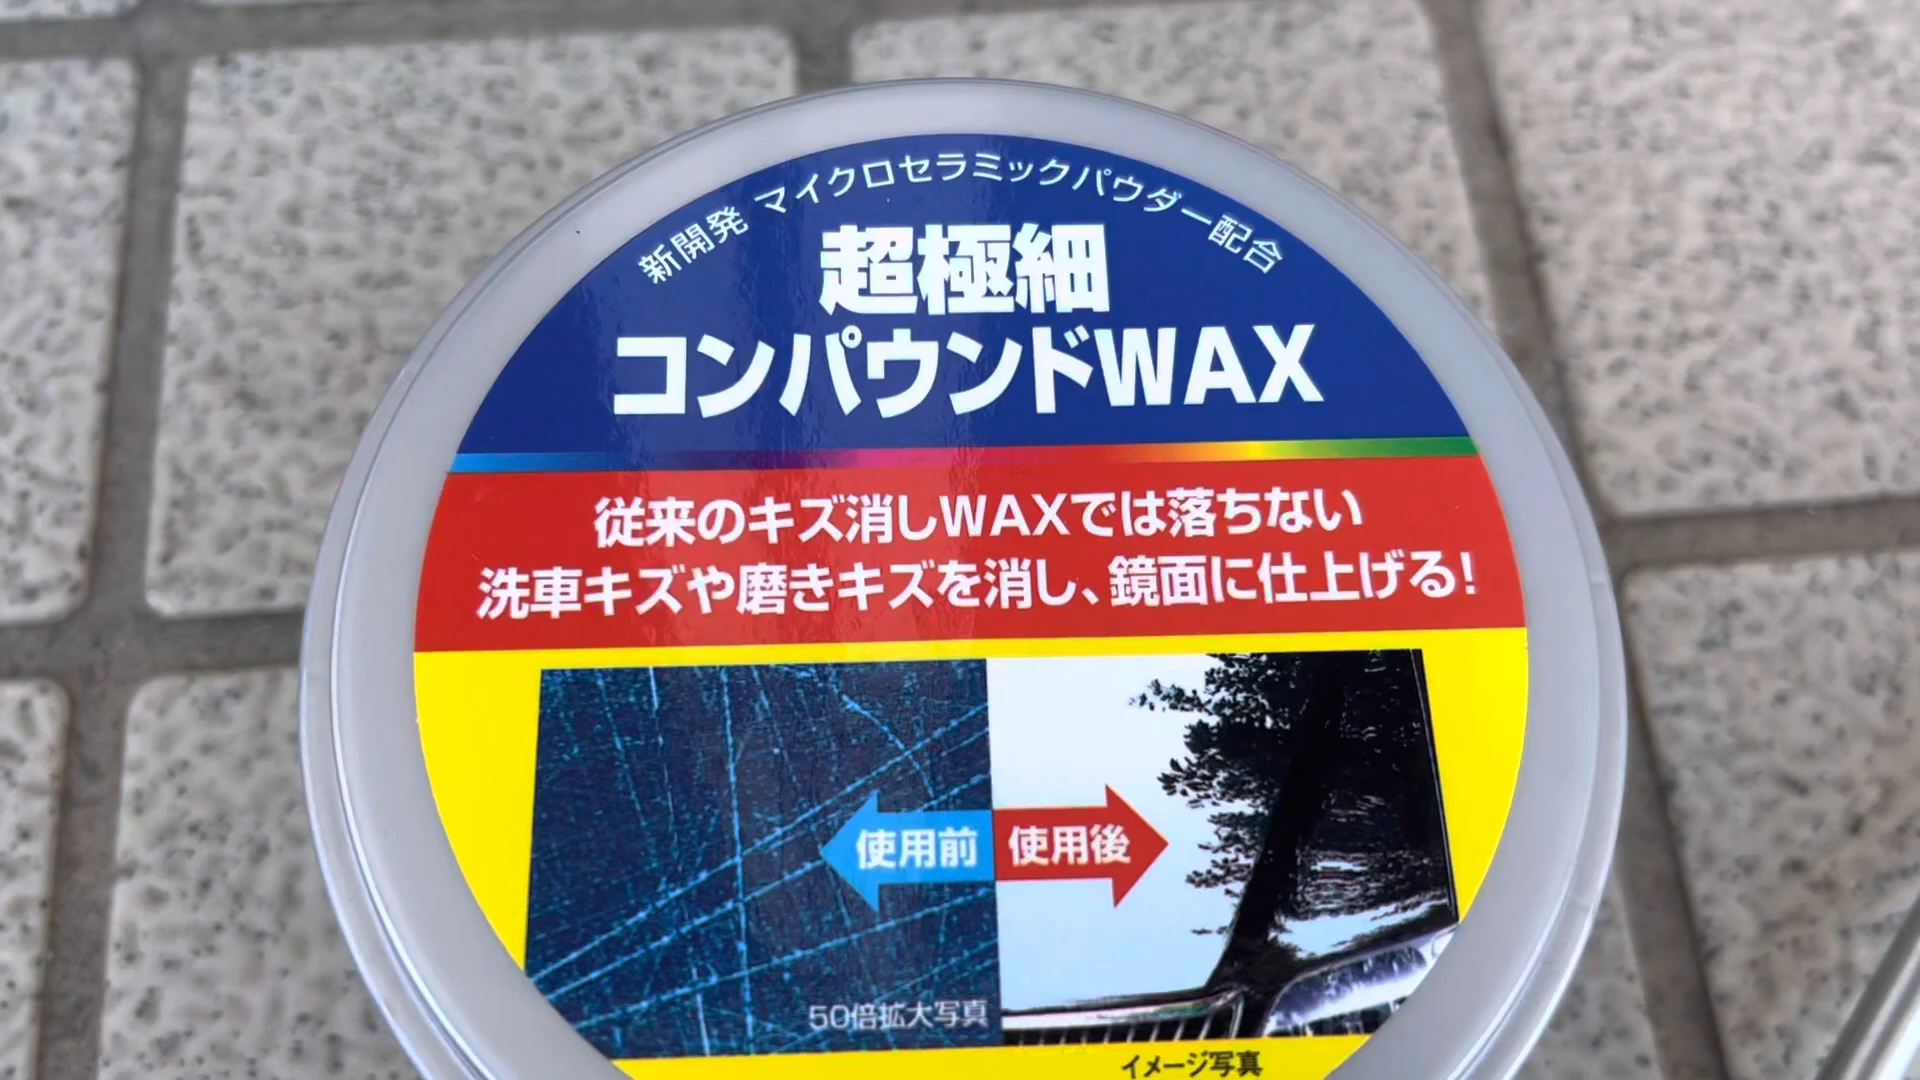 新開発 マイクロセラミックパウダー配合
超極細
コンパウンドWAX
従来のキズ消しWAXでは落ちない
洗車キズや磨きキズを消し、鏡面に仕上げる!
使用前 使用後
50倍拡大写真
イメージ写真